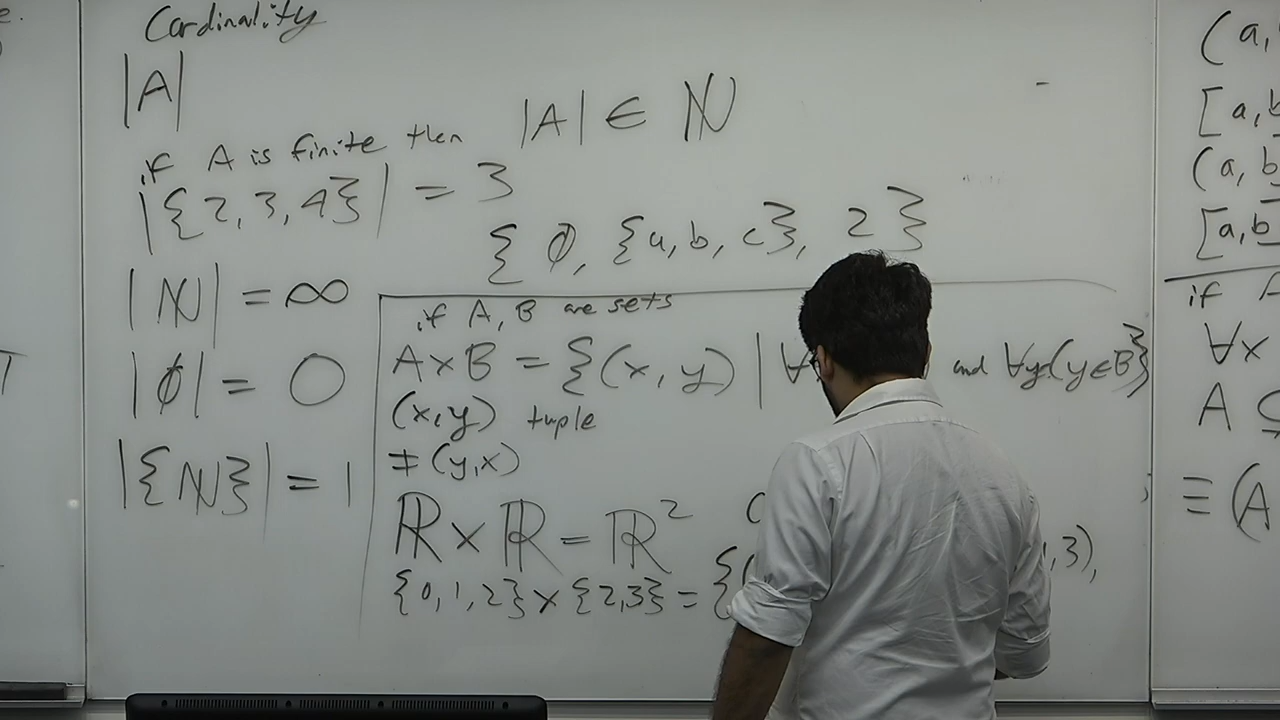 Cardinality
|A|
if A is finite then |A| ∈ ℕ
|{2, 3, 4}| = 3
{ ∅, {a, b, c}, 2 }
|ℕ| = ∞
|∅| = 0
|{ℕ}| = 1
if A, B are sets
A × B = {(x, y) | ∀ and ∀y(y∈B}
(x, y) tuple
≠ (y, x)
ℝ × ℝ = ℝ²
{0, 1, 2} × {2, 3} = {( , 3),
(a,
[a, b
(a, b
[a, b
if
∀x
A ⊆
≡ (A